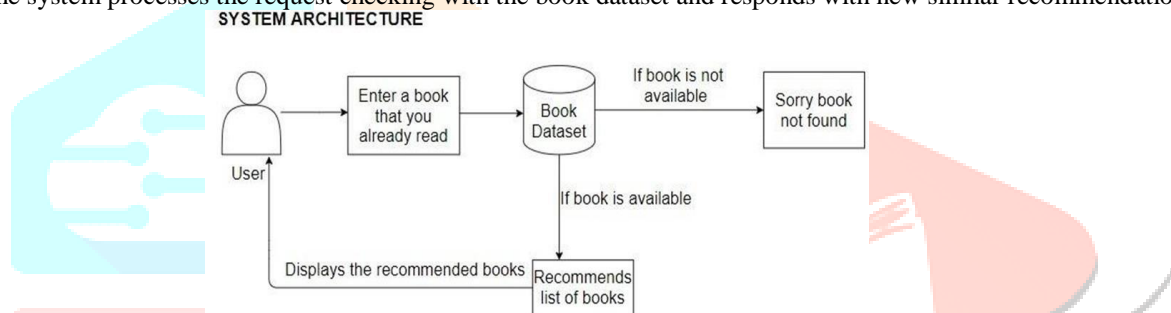 system processes the request checking with the book dataset and responds with new similar
SYSTEM ARCHITECTURE
Enter a book
that you
already read
Book
Dataset
If book is not
available
Sorry book
not found
User
If book is available
Displays the recommended books
Recommends
list of books